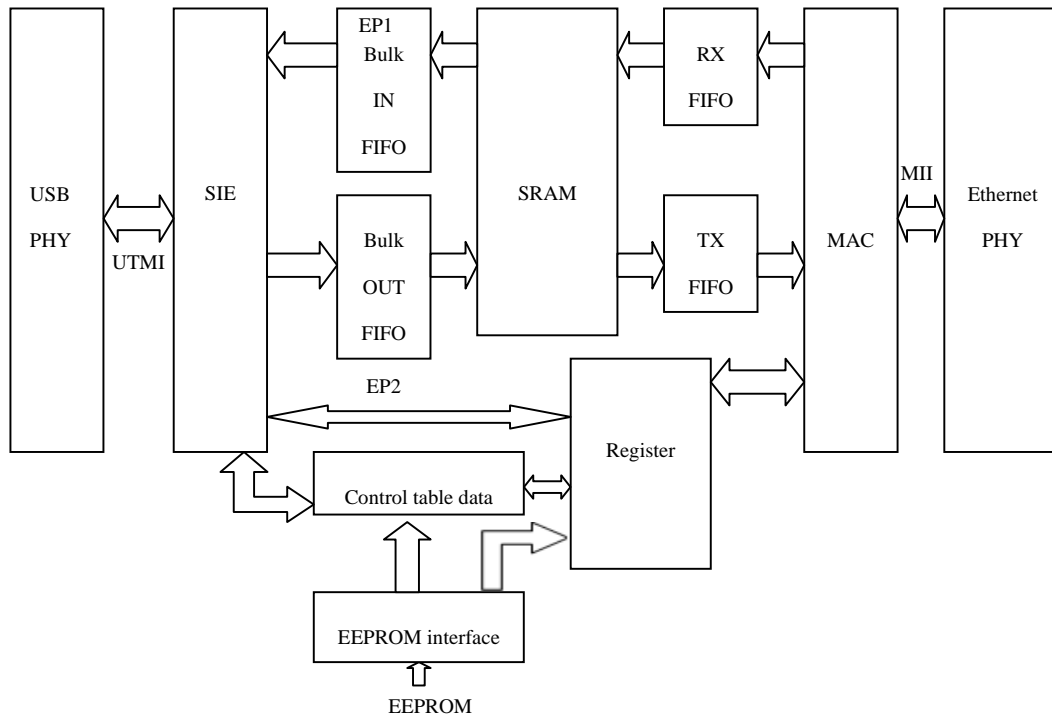 EP1
Bulk
IN
FIFO
RX
FIFO
USB
PHY
SIE
SRAM
MAC
MII
Ethernet
PHY
UTMI
Bulk
OUT
FIFO
TX
FIFO
EP2
Register
Control table data
EEPROM interface
EEPROM